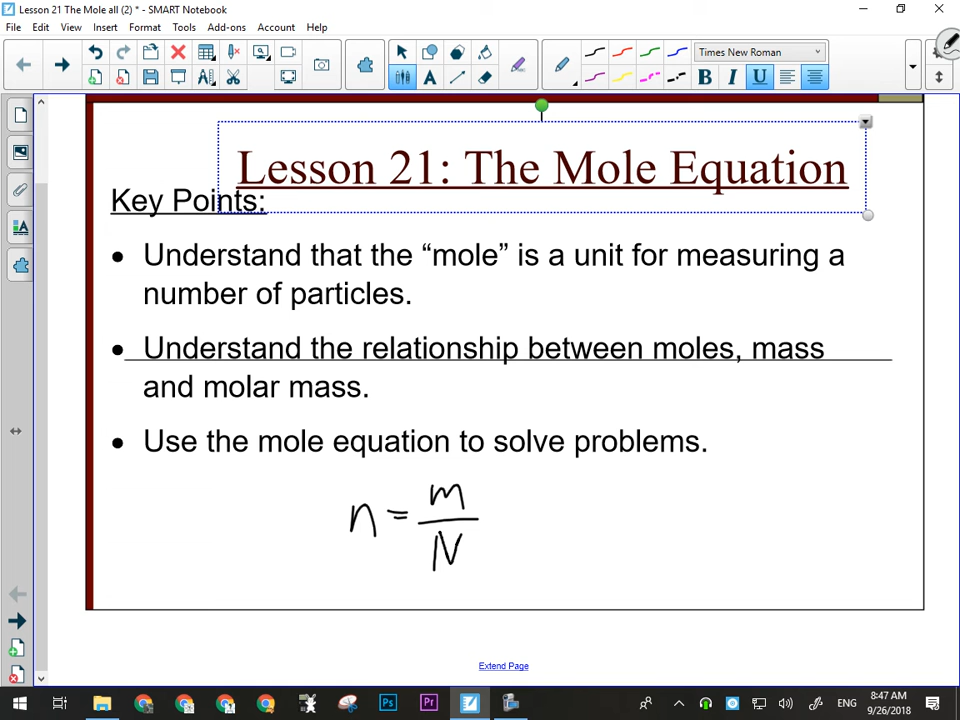 Lesson 21 The Mole all (2) * - SMART Notebook
File Edit View Insert Format Tools Add-ons Account Help
Times New Roman
B I U
Lesson 21: The Mole Equation
Key Points:
• Understand that the “mole” is a unit for measuring a
number of particles.
• Understand the relationship between moles, mass
and molar mass.
• Use the mole equation to solve problems.
n = m
N
Extend Page
Ps Pr ENG 8:47 AM
9/26/2018